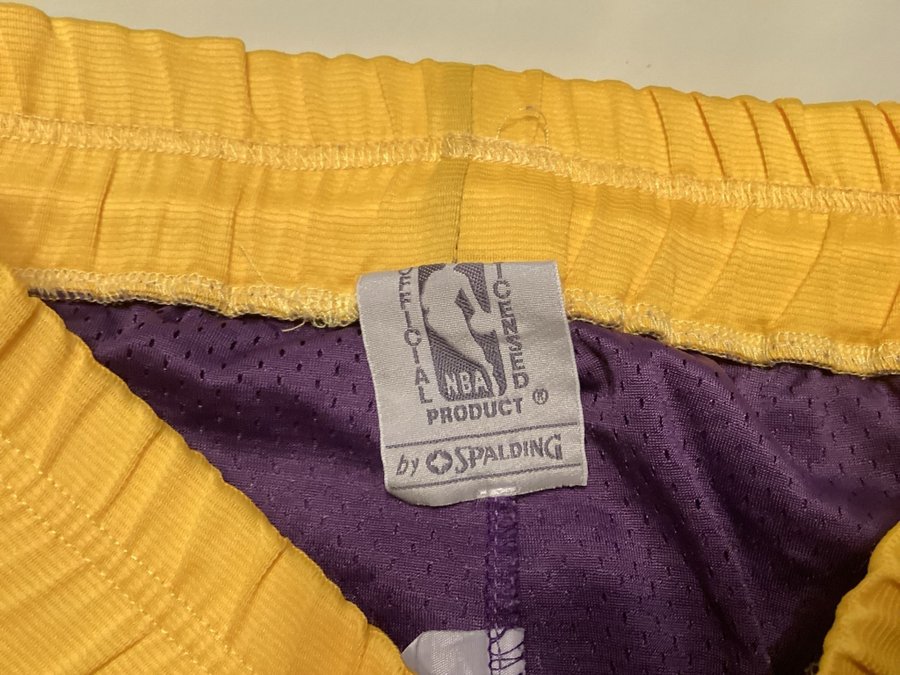 OFFICIAL
LICENSED
NBA
PRODUCT ®
by SPALDING